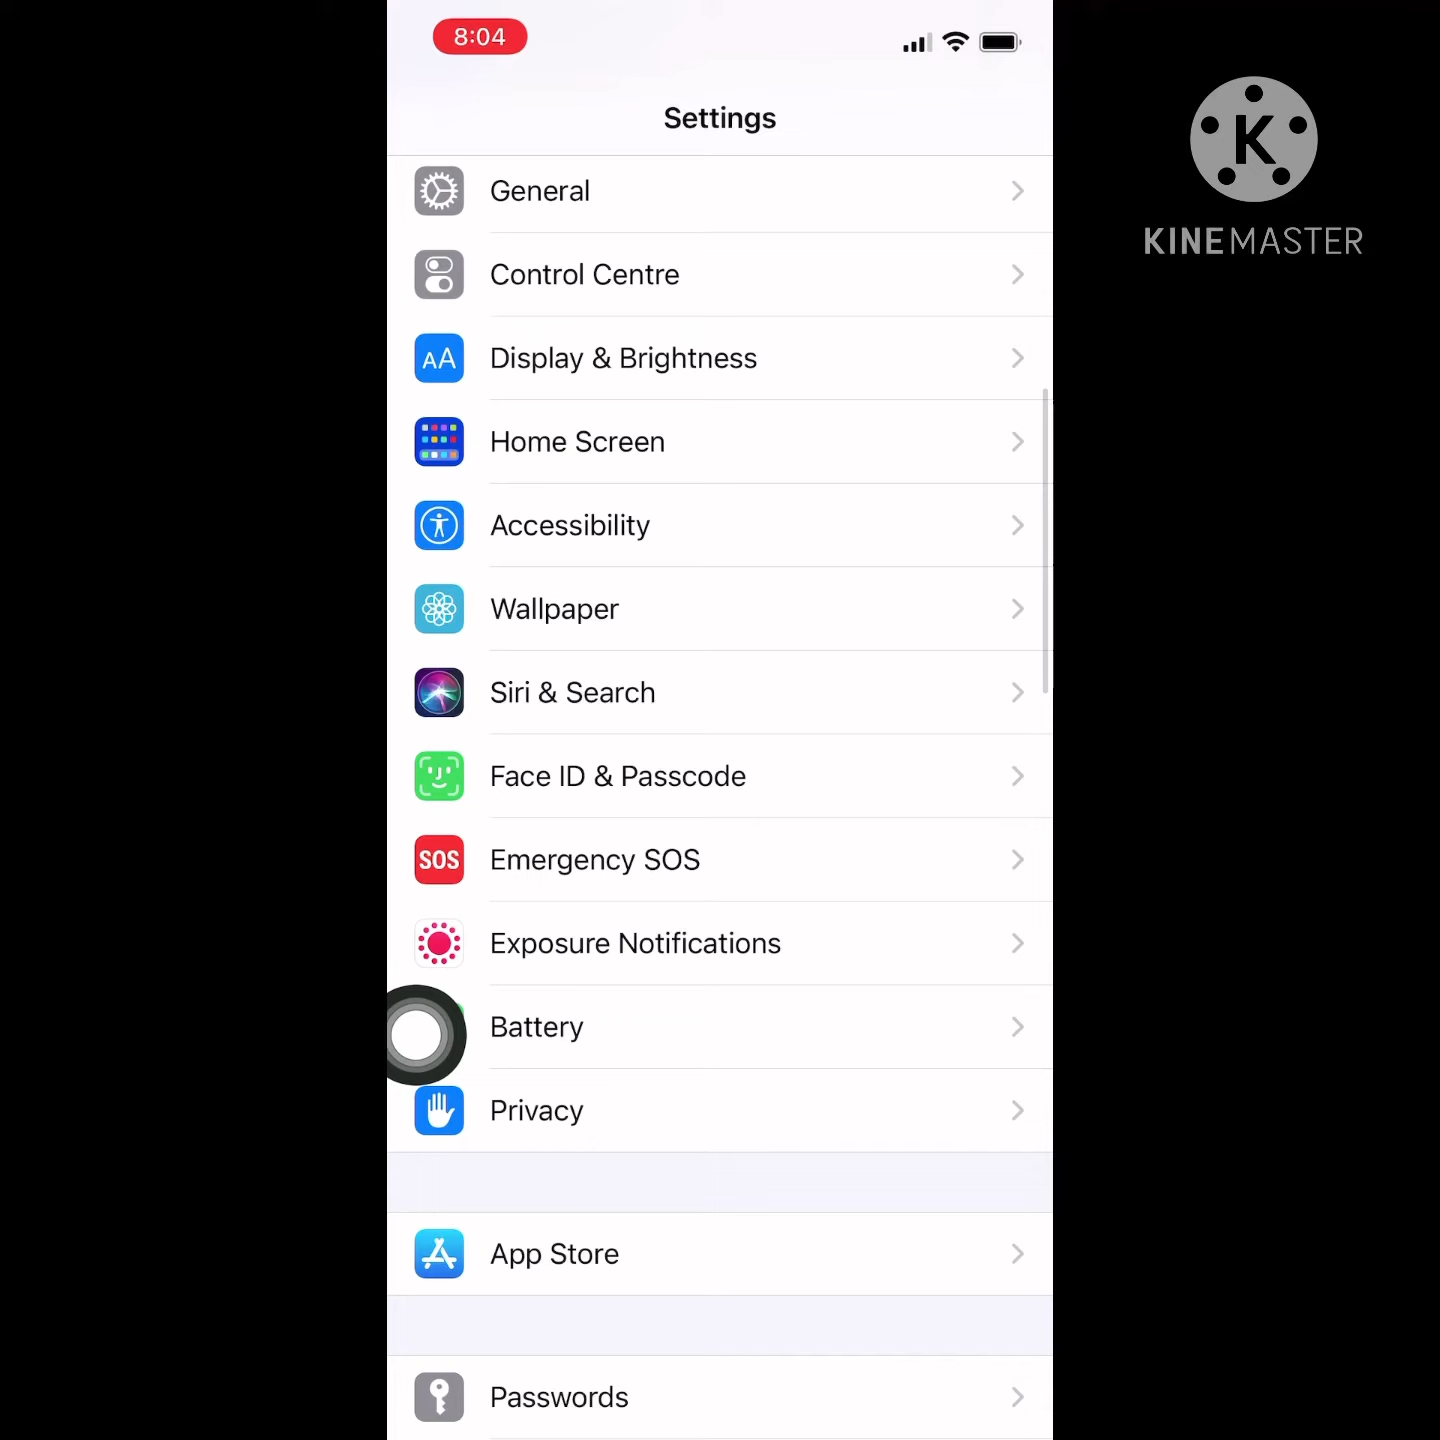 8:04
Settings
K
KINEMASTER
General
Control Centre
AA Display & Brightness
Home Screen
Accessibility
Wallpaper
Siri & Search
Face ID & Passcode
SOS Emergency SOS
Exposure Notifications
Battery
Privacy
App Store
Passwords